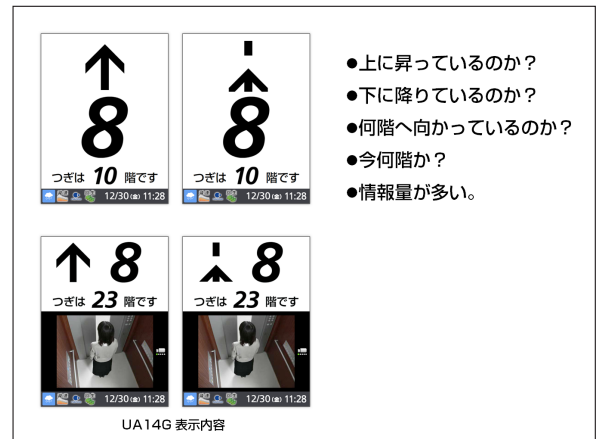 8
つぎは 10 階です
12/30㈮ 11:28
8
つぎは 10 階です
12/30㈮ 11:28
●上に昇っているのか？
●下に降りているのか？
●何階へ向かっているのか？
●今何階か？
●情報量が多い。
8
つぎは 23 階です
12/30㈮ 11:28
8
つぎは 23 階です
12/30㈮ 11:28
UA14G 表示内容